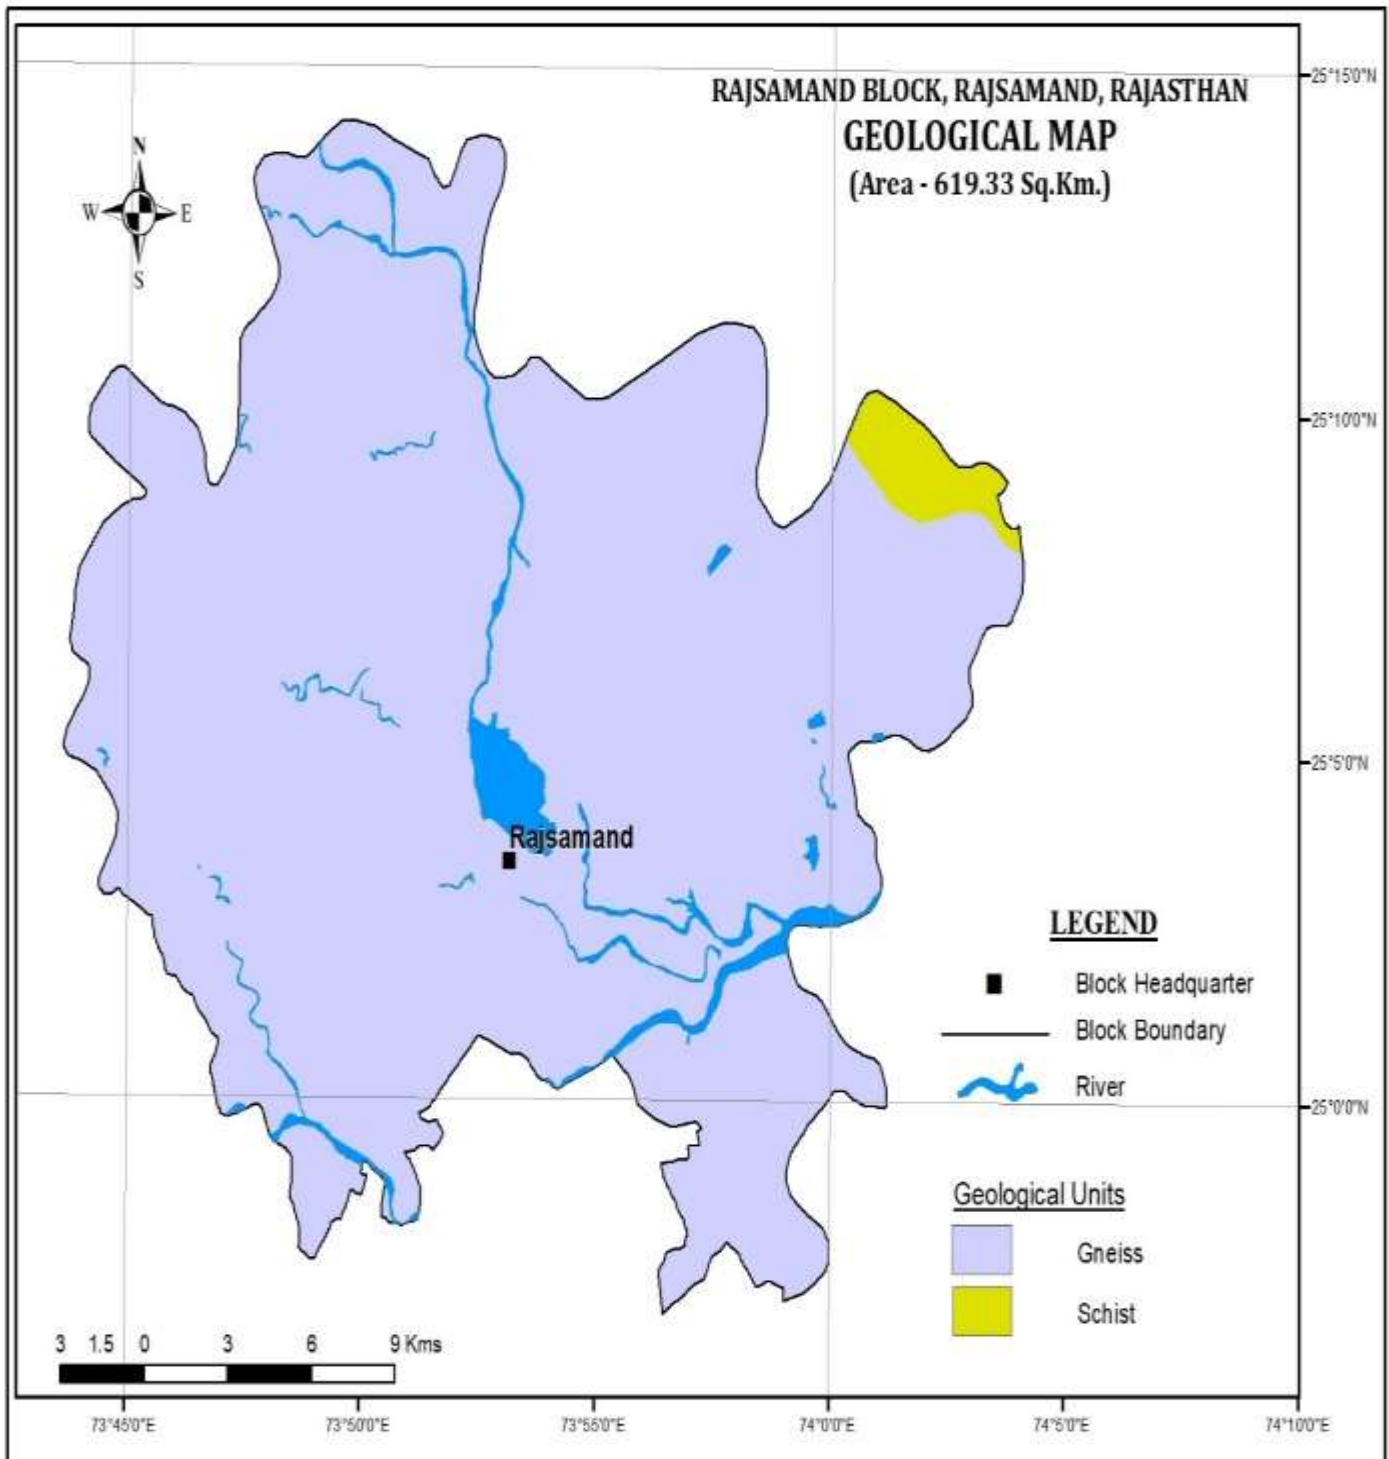 RAJSAMAND BLOCK, RAJSAMAND, RAJASTHAN
GEOLOGICAL MAP
(Area - 619.33 Sq.Km.)
25°15'0"N
N
W E
S
25°10'0"N
25°5'0"N
Rajsamand
LEGEND
Block Headquarter
Block Boundary
River
25°0'0"N
Geological Units
Gneiss
Schist
3 1.5 0 3 6 9 Kms
73°45'0"E 73°50'0"E 73°55'0"E 74°0'0"E 74°5'0"E 74°10'0"E